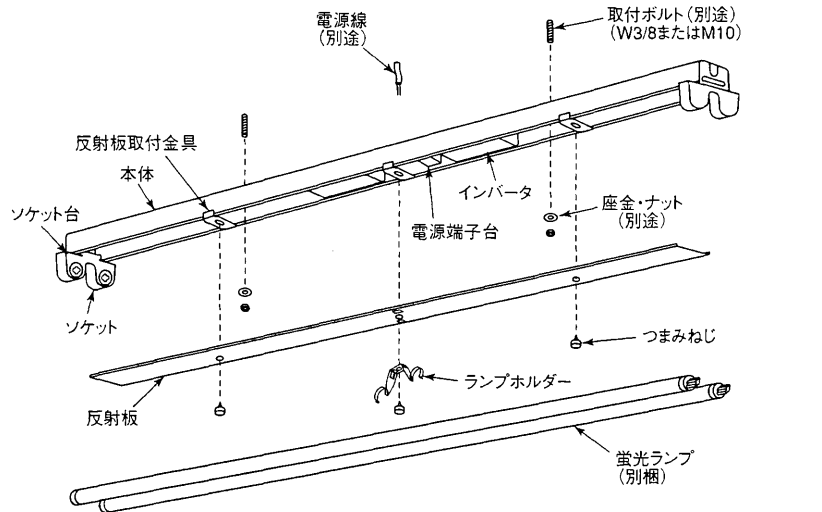 電源線
（別途）
取付ボルト（別途）
（W3/8またはM10）
反射板取付金具
本体
ソケット台
インバータ
座金・ナット
（別途）
電源端子台
ソケット
つまみねじ
ランプホルダー
反射板
蛍光ランプ
（別梱）